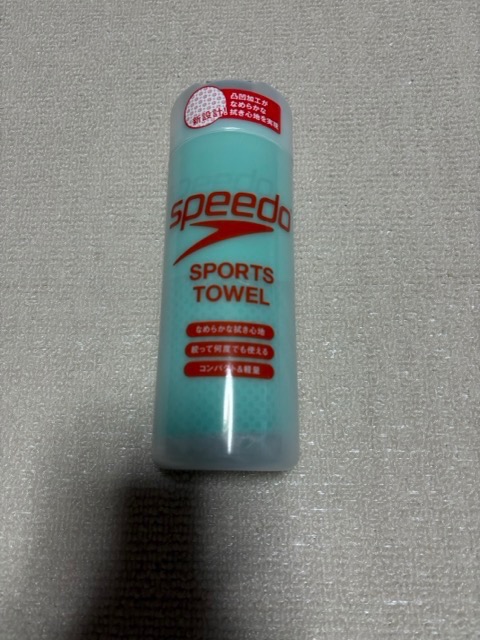 新設計!
凸凹加工が
なめらかな
拭き心地を実現
speedo
SPORTS
TOWEL
なめらかな拭き心地
絞って何度でも使える
コンパクト&軽量